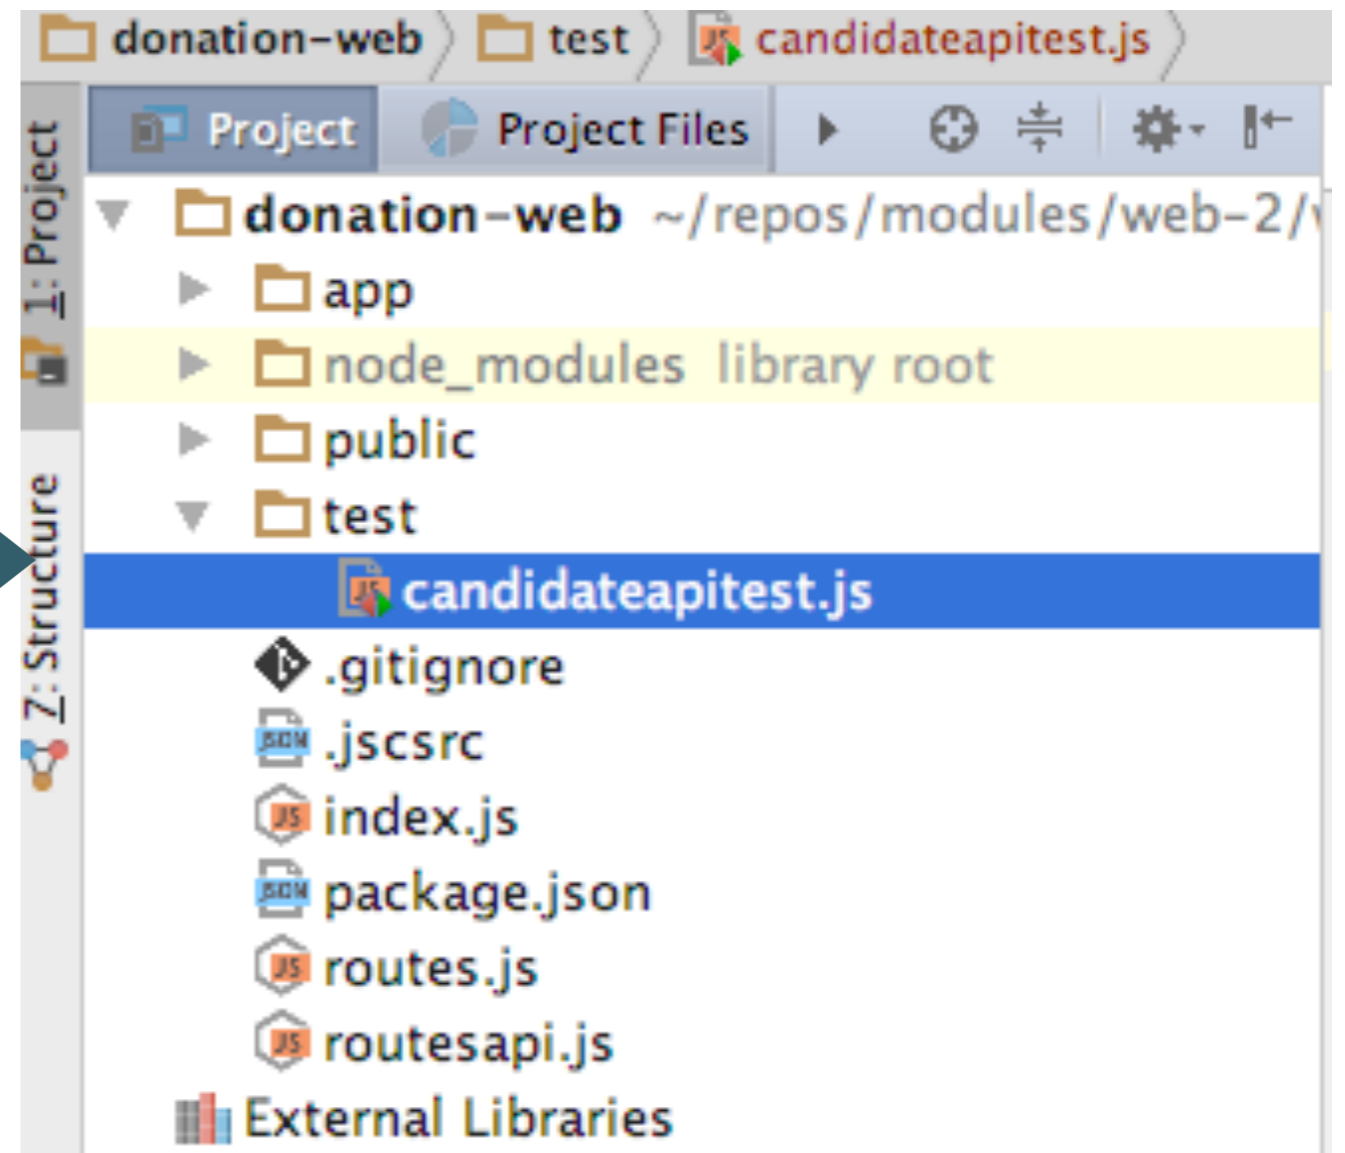 donation-web test candidateapitest.js
1: Project
Project Project Files
donation-web ~/repos/modules/web-2/
app
node_modules library root
public
test
7: Structure
candidateapitest.js
.gitignore
.jscsrc
index.js
package.json
routes.js
routesapi.js
External Libraries